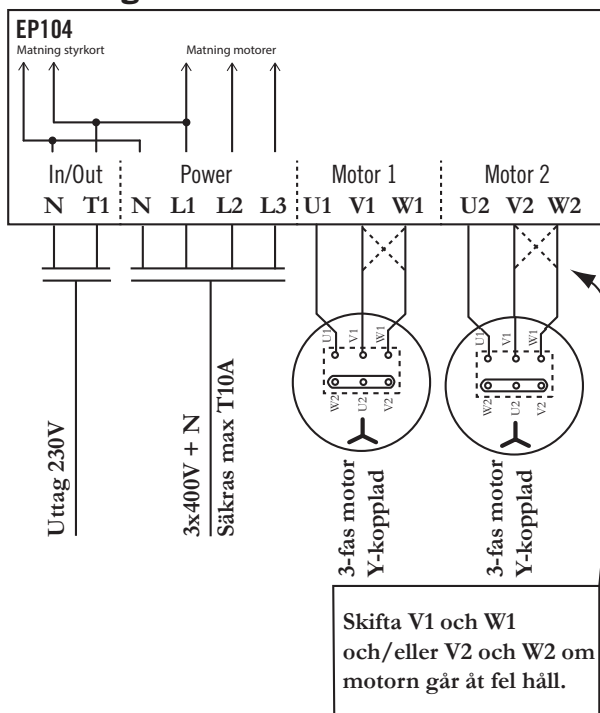 EP104
Matning styrkort
Matning motorer
In/Out
Power
Motor 1
Motor 2
N T1 N L1 L2 L3 U1 V1 W1 U2 V2 W2
U1 V1 W1
W2 U2 V2
U1 V1 W1
W2 U2 V2
Uttag 230V
3x400V + N
Säkras max T10A
3-fas motor
Y-kopplad
3-fas motor
Y-kopplad
Skifta V1 och W1
och/eller V2 och W2 om
motorn går åt fel håll.